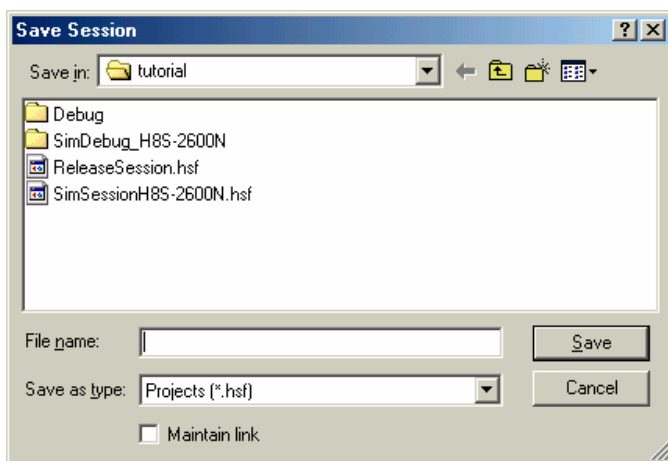 Save Session
Save in: tutorial
Debug
SimDebug_H8S-2600N
ReleaseSession.hsf
SimSessionH8S-2600N.hsf
File name: Save
Save as type: Projects (*.hsf) Cancel
Maintain link